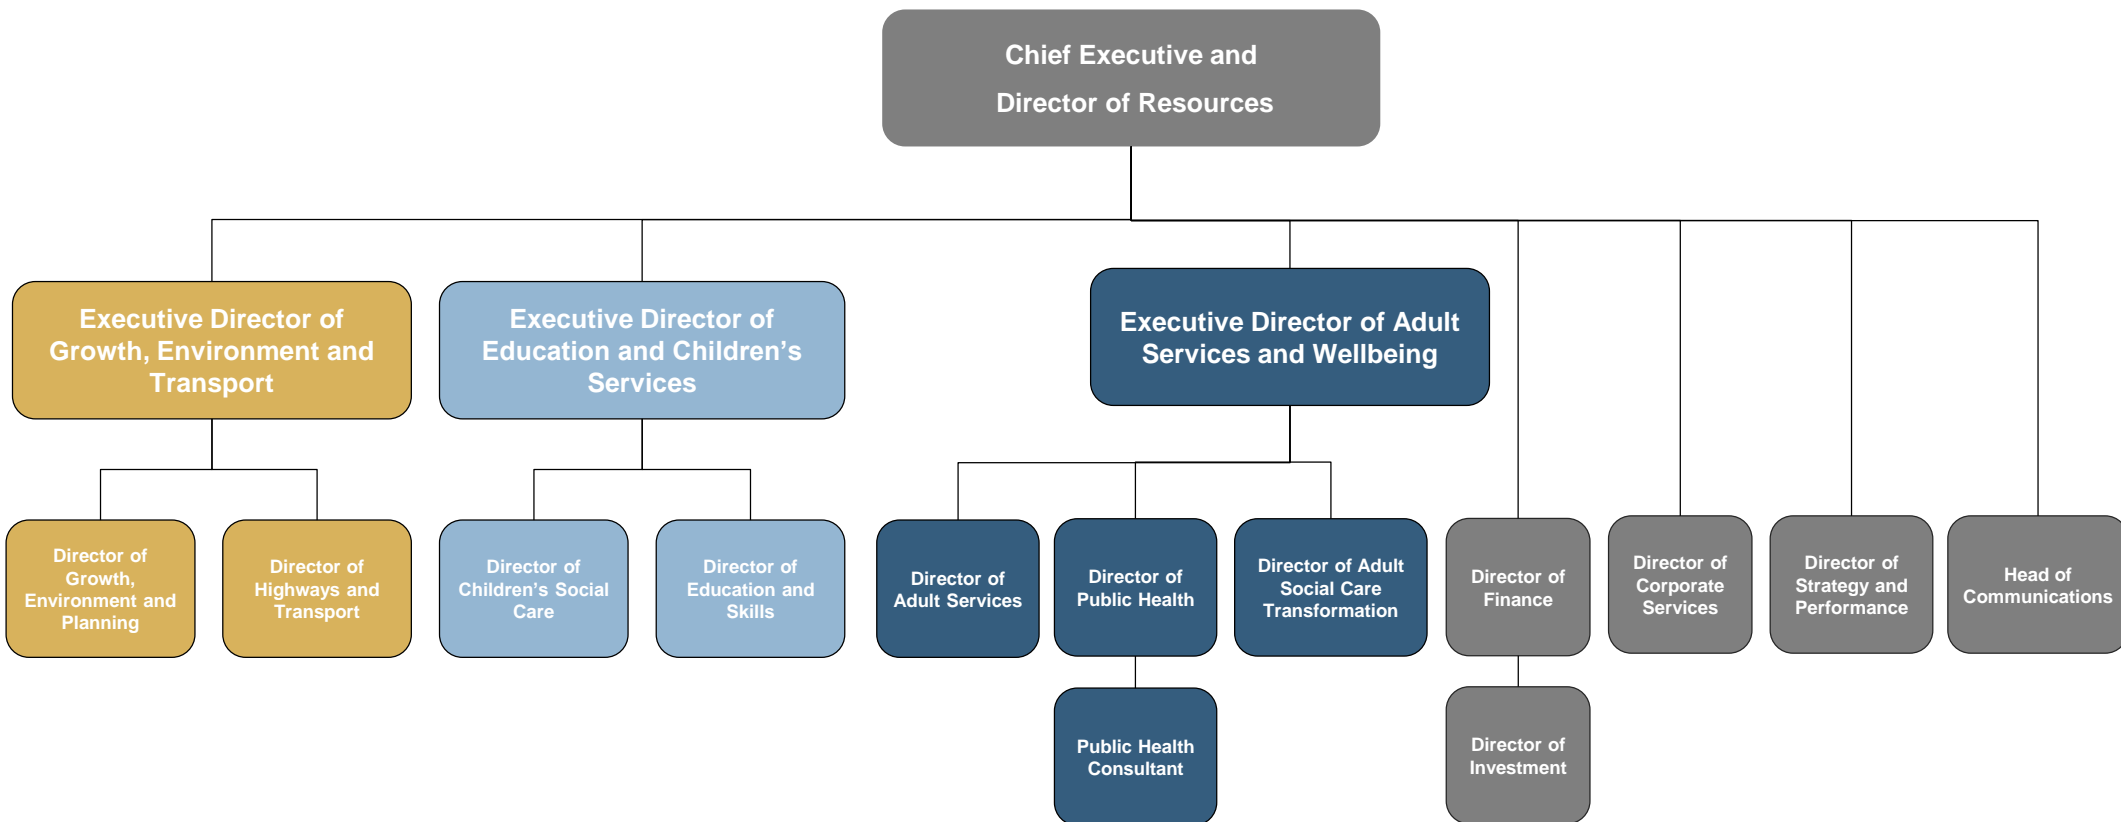 Chief Executive and
Director of Resources
Executive Director of
Growth, Environment and
Transport
Executive Director of
Education and Children’s
Services
Executive Director of Adult
Services and Wellbeing
Director of
Growth,
Environment and
Planning
Director of
Highways and
Transport
Director of
Children’s Social
Care
Director of
Education and
Skills
Director of
Adult Services
Director of
Public Health
Director of Adult
Social Care
Transformation
Director of
Finance
Director of
Corporate
Services
Director of
Strategy and
Performance
Head of
Communications
Public Health
Consultant
Director of
Investment